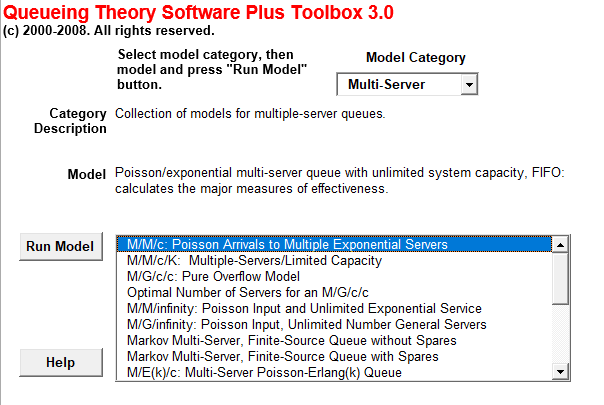 Queueing Theory Software Plus Toolbox 3.0
(c) 2000-2008. All rights reserved.
Select model category, then
model and press "Run Model"
button.
Model Category
Multi-Server
Category
Description
Collection of models for multiple-server queues.
Model
Poisson/exponential multi-server queue with unlimited system capacity, FIFO:
calculates the major measures of effectiveness.
Run Model
M/M/c: Poisson Arrivals to Multiple Exponential Servers
M/M/c/K:  Multiple-Servers/Limited Capacity
M/G/c/c: Pure Overflow Model
Optimal Number of Servers for an M/G/c/c
M/M/infinity: Poisson Input and Unlimited Exponential Service
M/G/infinity: Poisson Input, Unlimited Number General Servers
Markov Multi-Server, Finite-Source Queue without Spares
Markov Multi-Server, Finite-Source Queue with Spares
M/E(k)/c: Multi-Server Poisson-Erlang(k) Queue
Help